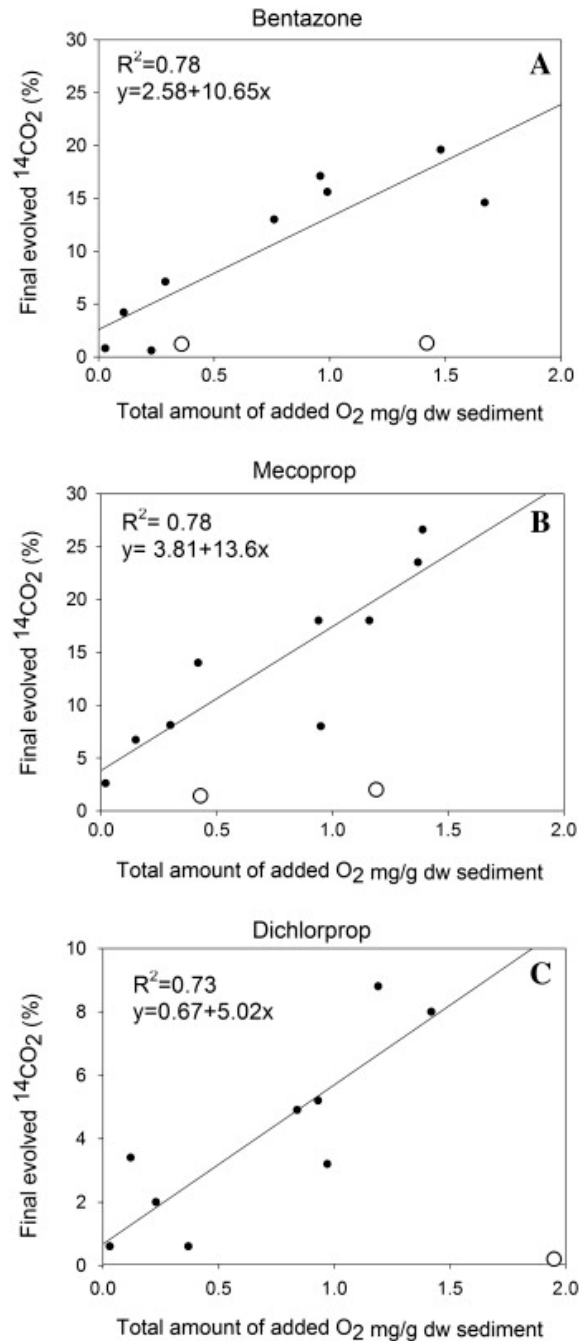 Bentazone
A
R²=0.78
y=2.58+10.65x
Final evolved ¹⁴CO₂ (%)
30
25
20
15
10
5
0
0.0 0.5 1.0 1.5 2.0
Total amount of added O₂ mg/g dw sediment
Mecoprop
B
R²= 0.78
y= 3.81+13.6x
Final evolved ¹⁴CO₂ (%)
30
25
20
15
10
5
0
0.0 0.5 1.0 1.5 2.0
Total amount of added O₂ mg/g dw sediment
Dichlorprop
C
R²=0.73
y=0.67+5.02x
Final evolved ¹⁴CO₂ (%)
10
8
6
4
2
0
0.0 0.5 1.0 1.5 2.0
Total amount of added O₂ mg/g dw sediment